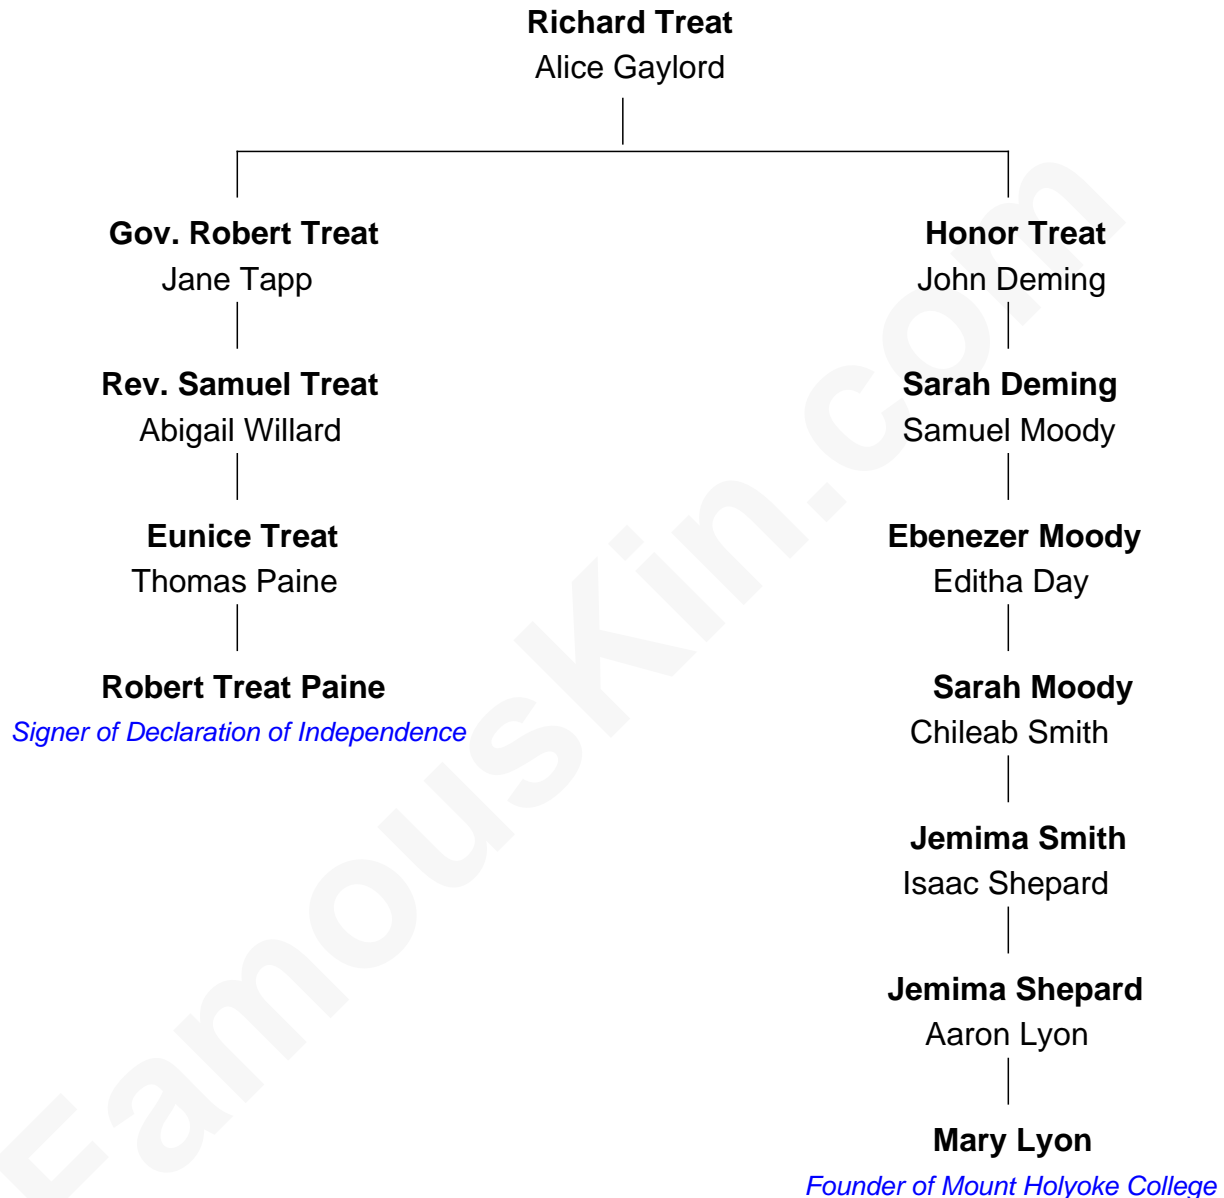 Richard Treat
Alice Gaylord
Gov. Robert Treat
Jane Tapp
Rev. Samuel Treat
Abigail Willard
Eunice Treat
Thomas Paine
Robert Treat Paine
Signer of Declaration of Independence
Honor Treat
John Deming
Sarah Deming
Samuel Moody
Ebenezer Moody
Editha Day
Sarah Moody
Chileab Smith
Jemima Smith
Isaac Shepard
Jemima Shepard
Aaron Lyon
Mary Lyon
Founder of Mount Holyoke College
FamousKin.com